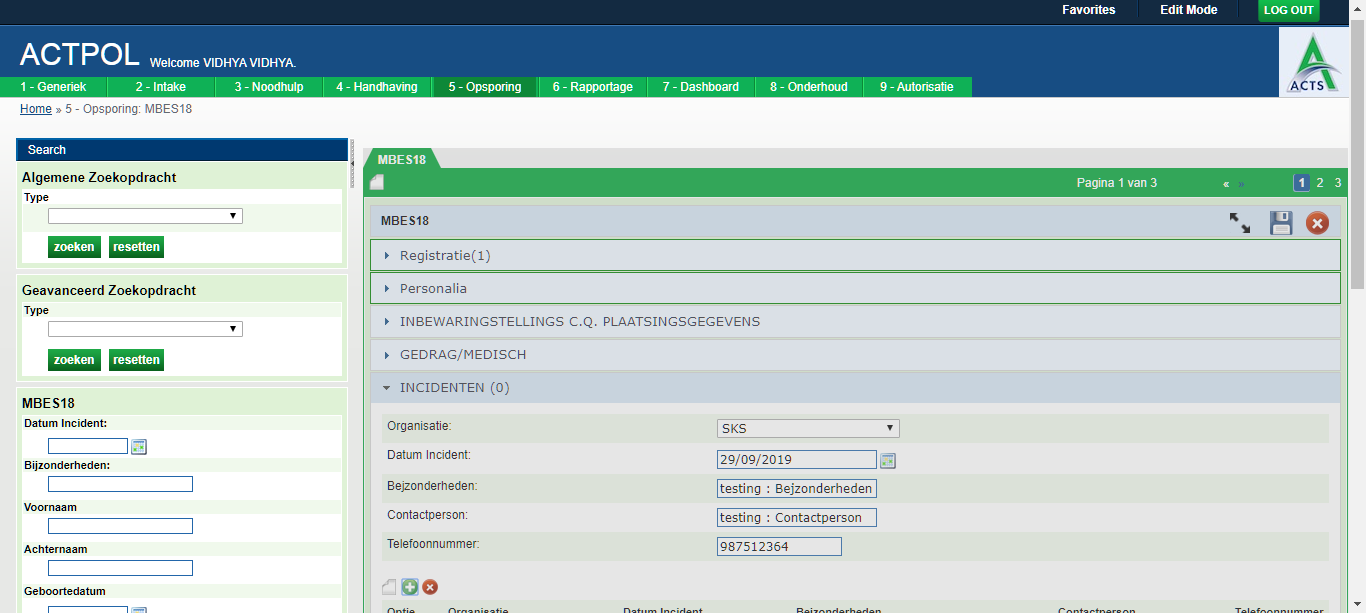 Favorites Edit Mode LOG OUT
ACTPOL Welcome VIDHYA VIDHYA.
ACTS
1 - Generiek 2 - Intake 3 - Noodhulp 4 - Handhaving 5 - Opsporing 6 - Rapportage 7 - Dashboard 8 - Onderhoud 9 - Autorisatie
Home » 5 - Opsporing: MBES18
Search
Algemene Zoekopdracht
Type
zoeken resetten
Geavanceerd Zoekopdracht
Type
zoeken resetten
MBES18
Datum Incident:
Bijzonderheden:
Voornaam
Achternaam
Geboortedatum
MBES18
Pagina 1 van 3 « » 1 2 3
MBES18
Registratie(1)
Personalia
INBEWARINGSTELLINGS C.Q. PLAATSINGSGEGEVENS
GEDRAG/MEDISCH
INCIDENTEN (0)
Organisatie: SKS
Datum Incident: 29/09/2019
Bejzonderheden: testing : Bejzonderheden
Contactperson: testing : Contactperson
Telefoonnummer: 987512364
Optie Organisatie Datum Incident Bejzonderheden Contactperson Telefoonnummer